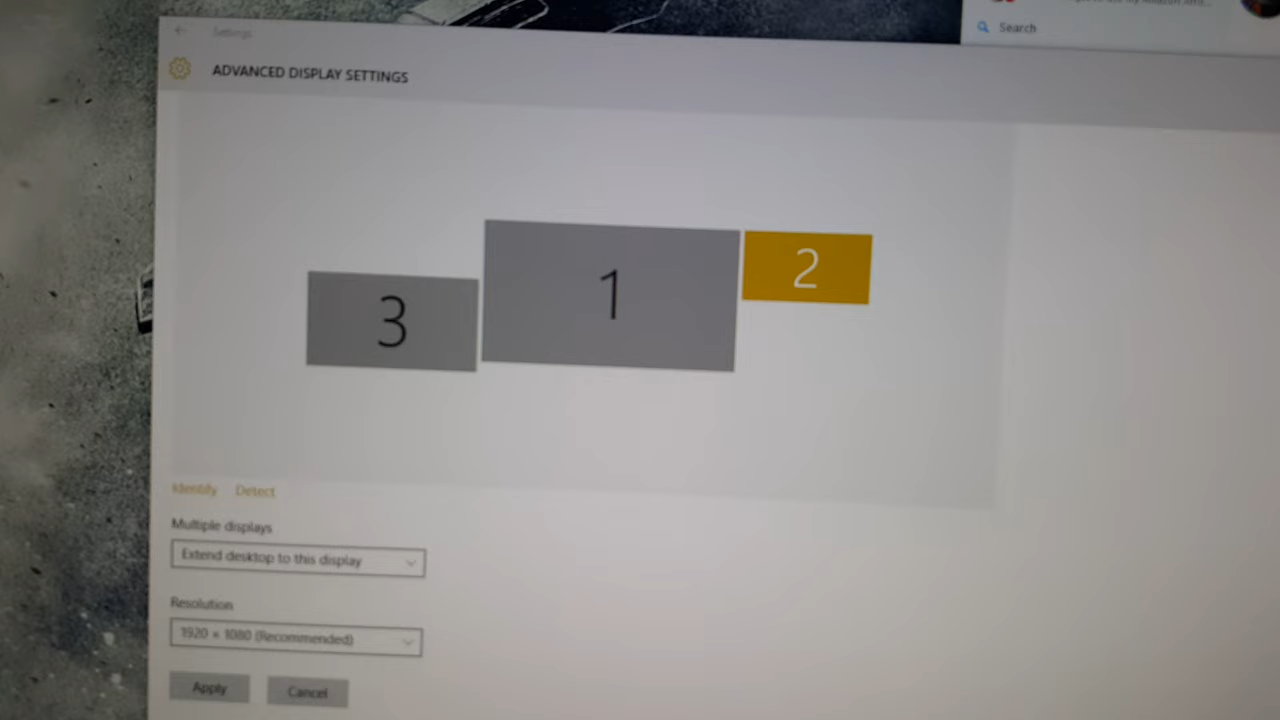 Settings
Search
ADVANCED DISPLAY SETTINGS
3
1
2
Identify Detect
Multiple displays
Extend desktop to this display
Resolution
1920 × 1080 (Recommended)
Apply Cancel